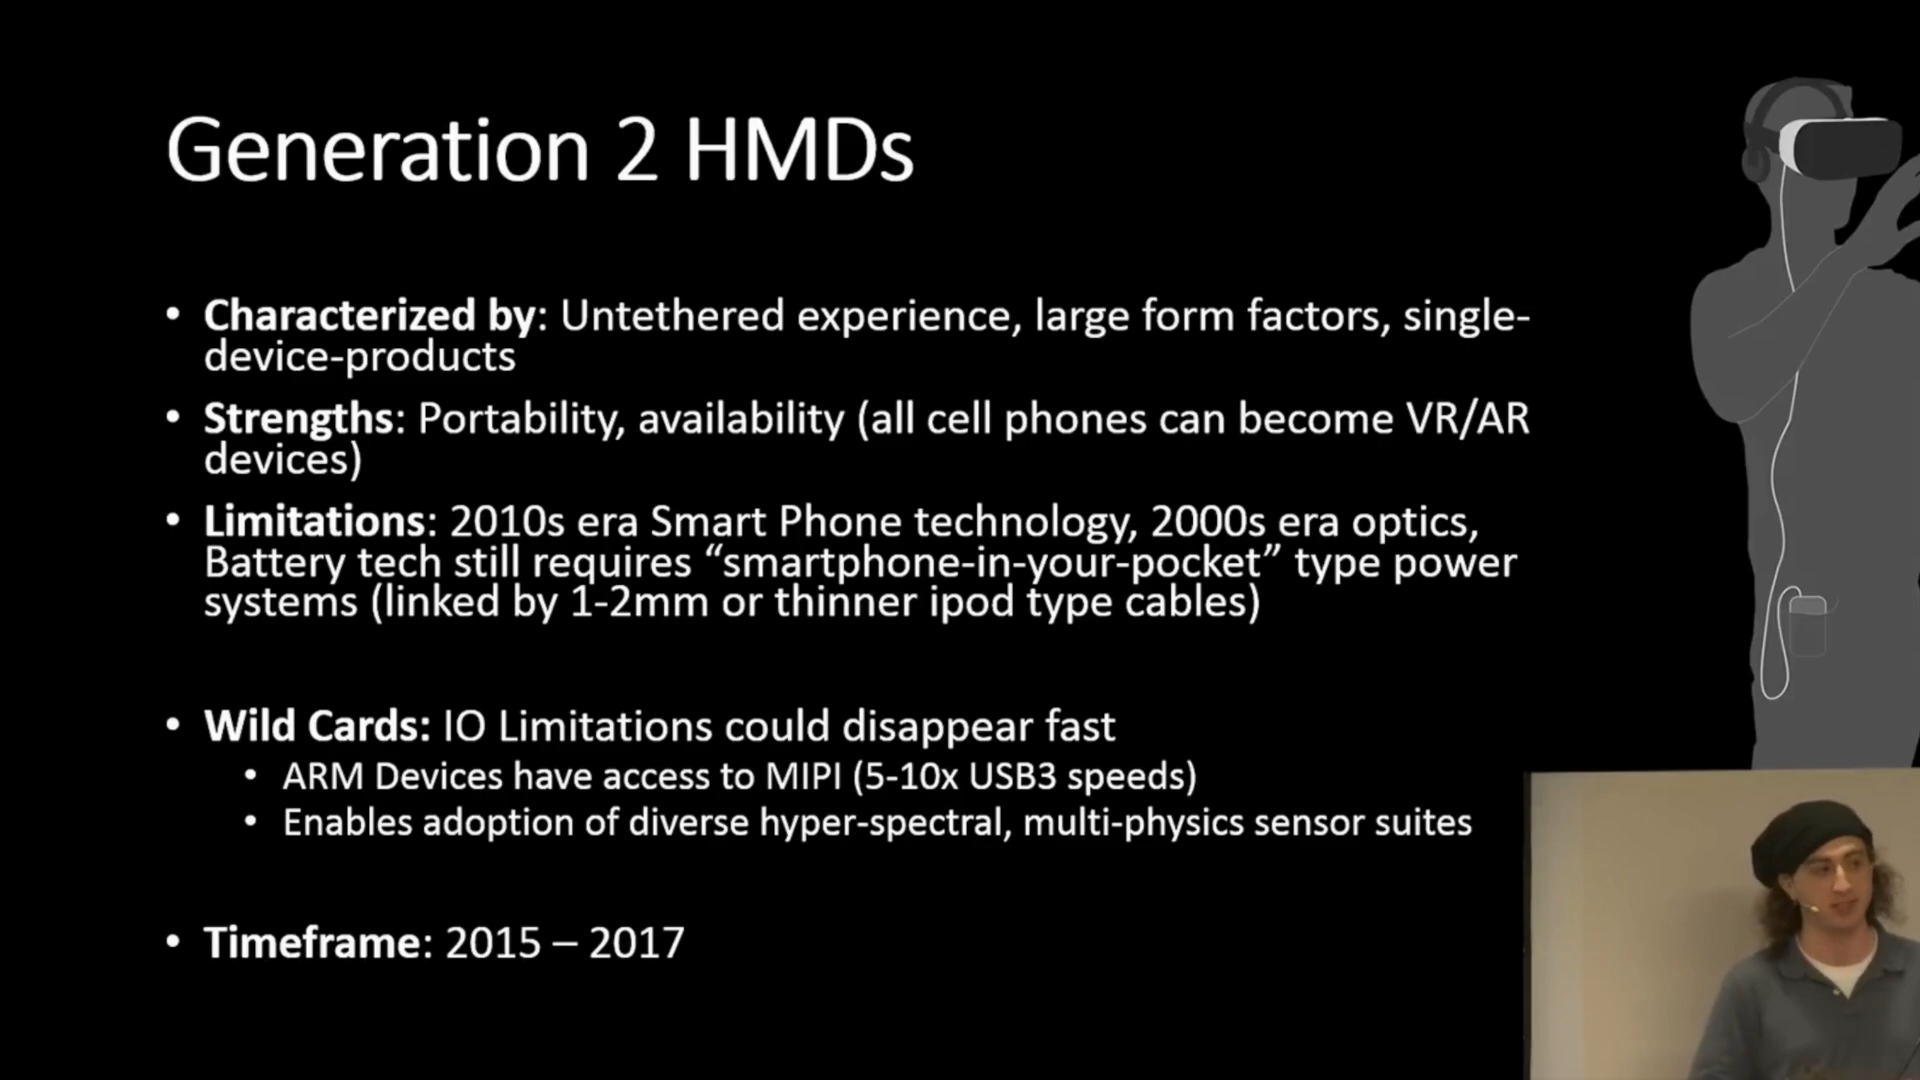 Generation 2 HMDs
• Characterized by: Untethered experience, large form factors, single-
device-products
• Strengths: Portability, availability (all cell phones can become VR/AR
devices)
• Limitations: 2010s era Smart Phone technology, 2000s era optics,
Battery tech still requires “smartphone-in-your-pocket” type power
systems (linked by 1-2mm or thinner ipod type cables)
• Wild Cards: IO Limitations could disappear fast
• ARM Devices have access to MIPI (5-10x USB3 speeds)
• Enables adoption of diverse hyper-spectral, multi-physics sensor suites
• Timeframe: 2015 – 2017